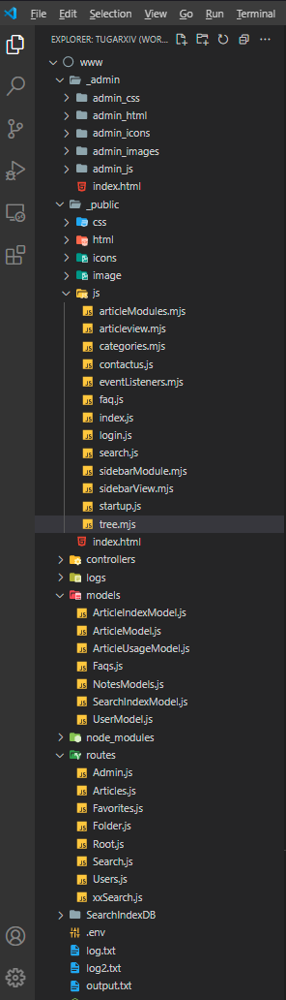 File Edit Selection View Go Run Terminal
EXPLORER: TUGARXIV (WOR...
www
_admin
admin_css
admin_html
admin_icons
admin_images
admin_js
index.html
_public
css
html
icons
image
js
articleModules.mjs
articleview.mjs
categories.mjs
contactus.js
eventListeners.mjs
faq.js
index.js
login.js
search.js
sidebarModule.mjs
sidebarView.mjs
startup.js
tree.mjs
index.html
controllers
logs
models
ArticleIndexModel.js
ArticleModel.js
ArticleUsageModel.js
Faqs.js
NotesModels.js
SearchIndexModel.js
UserModel.js
node_modules
routes
Admin.js
Articles.js
Favorites.js
Folder.js
Root.js
Search.js
Users.js
xxSearch.js
SearchIndexDB
.env
log.txt
log2.txt
output.txt